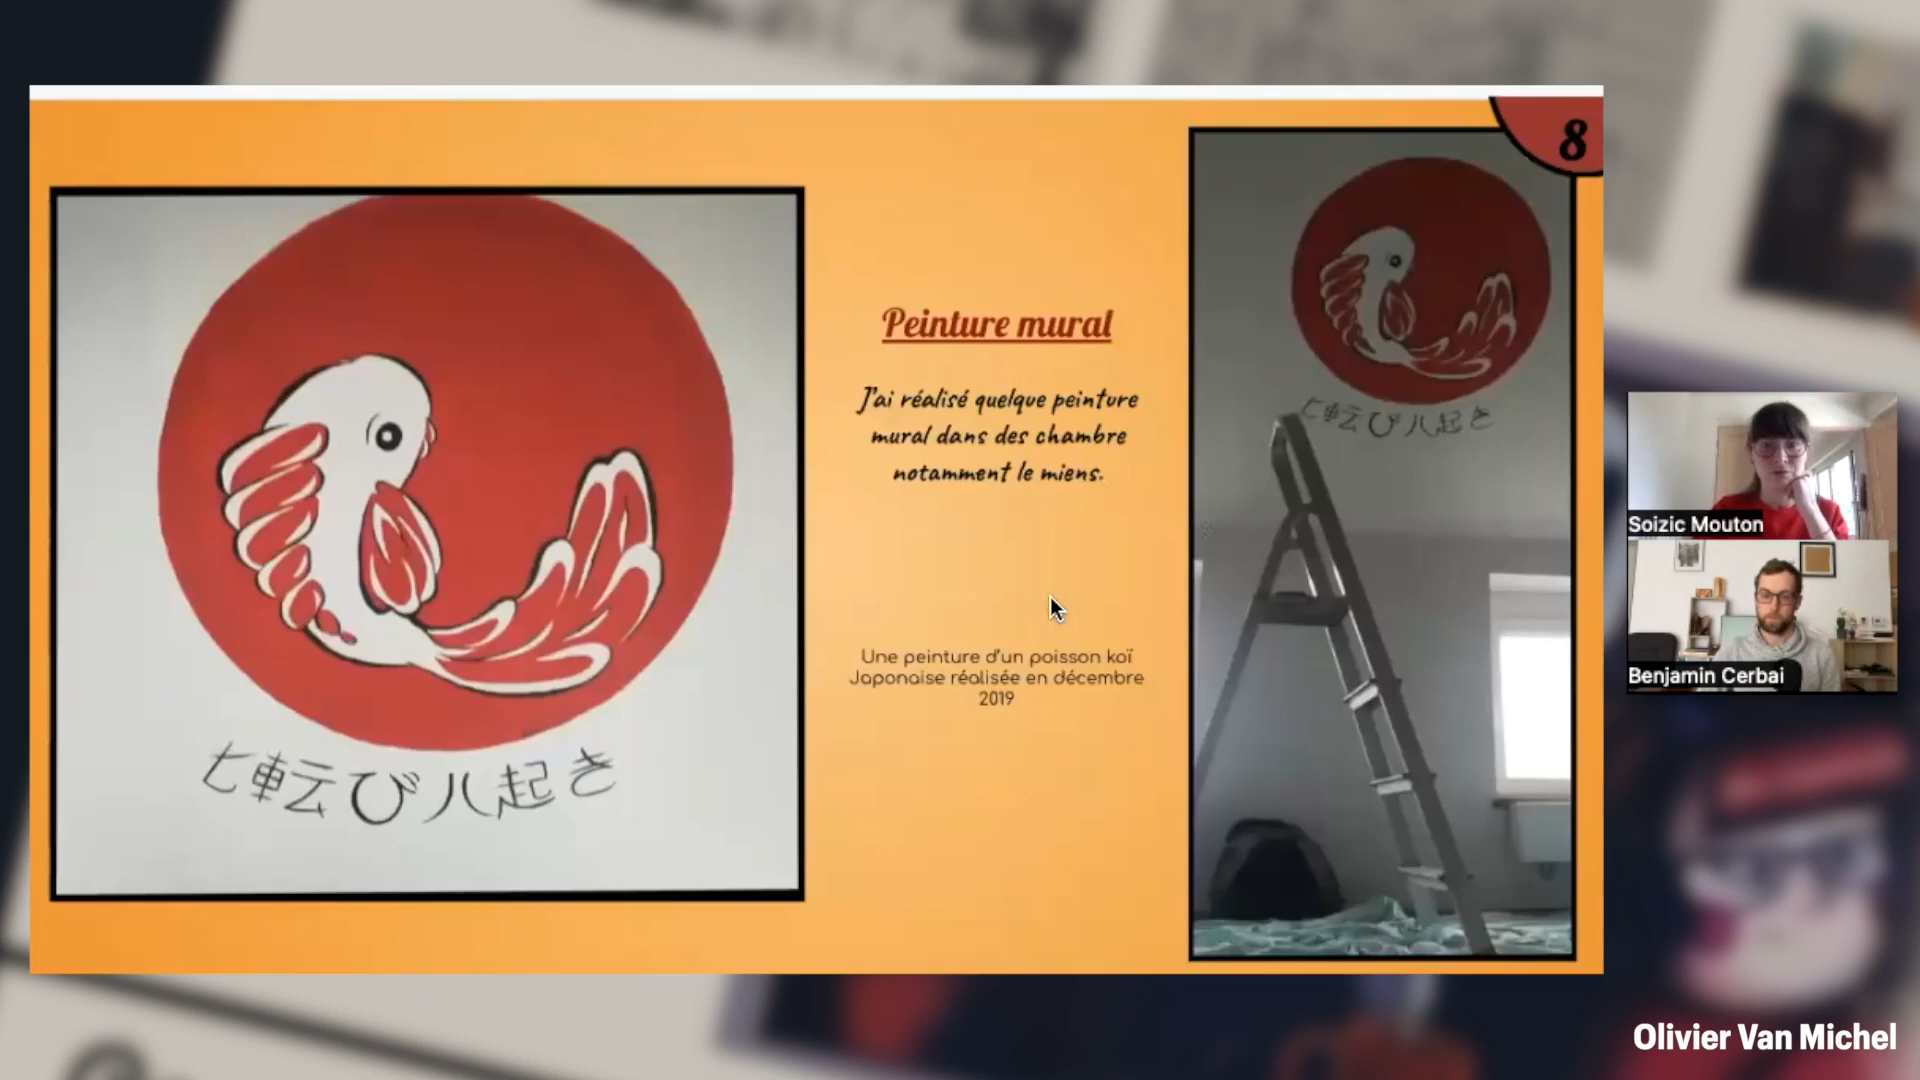 8
Peinture mural
J'ai réalisé quelque peinture
mural dans des chambre
notamment le miens.
Une peinture d'un poisson koï
Japonaise réalisée en décembre
2019
七転び八起き
七転び八起き
Soizic Mouton
Benjamin Cerbai
Olivier Van Michel